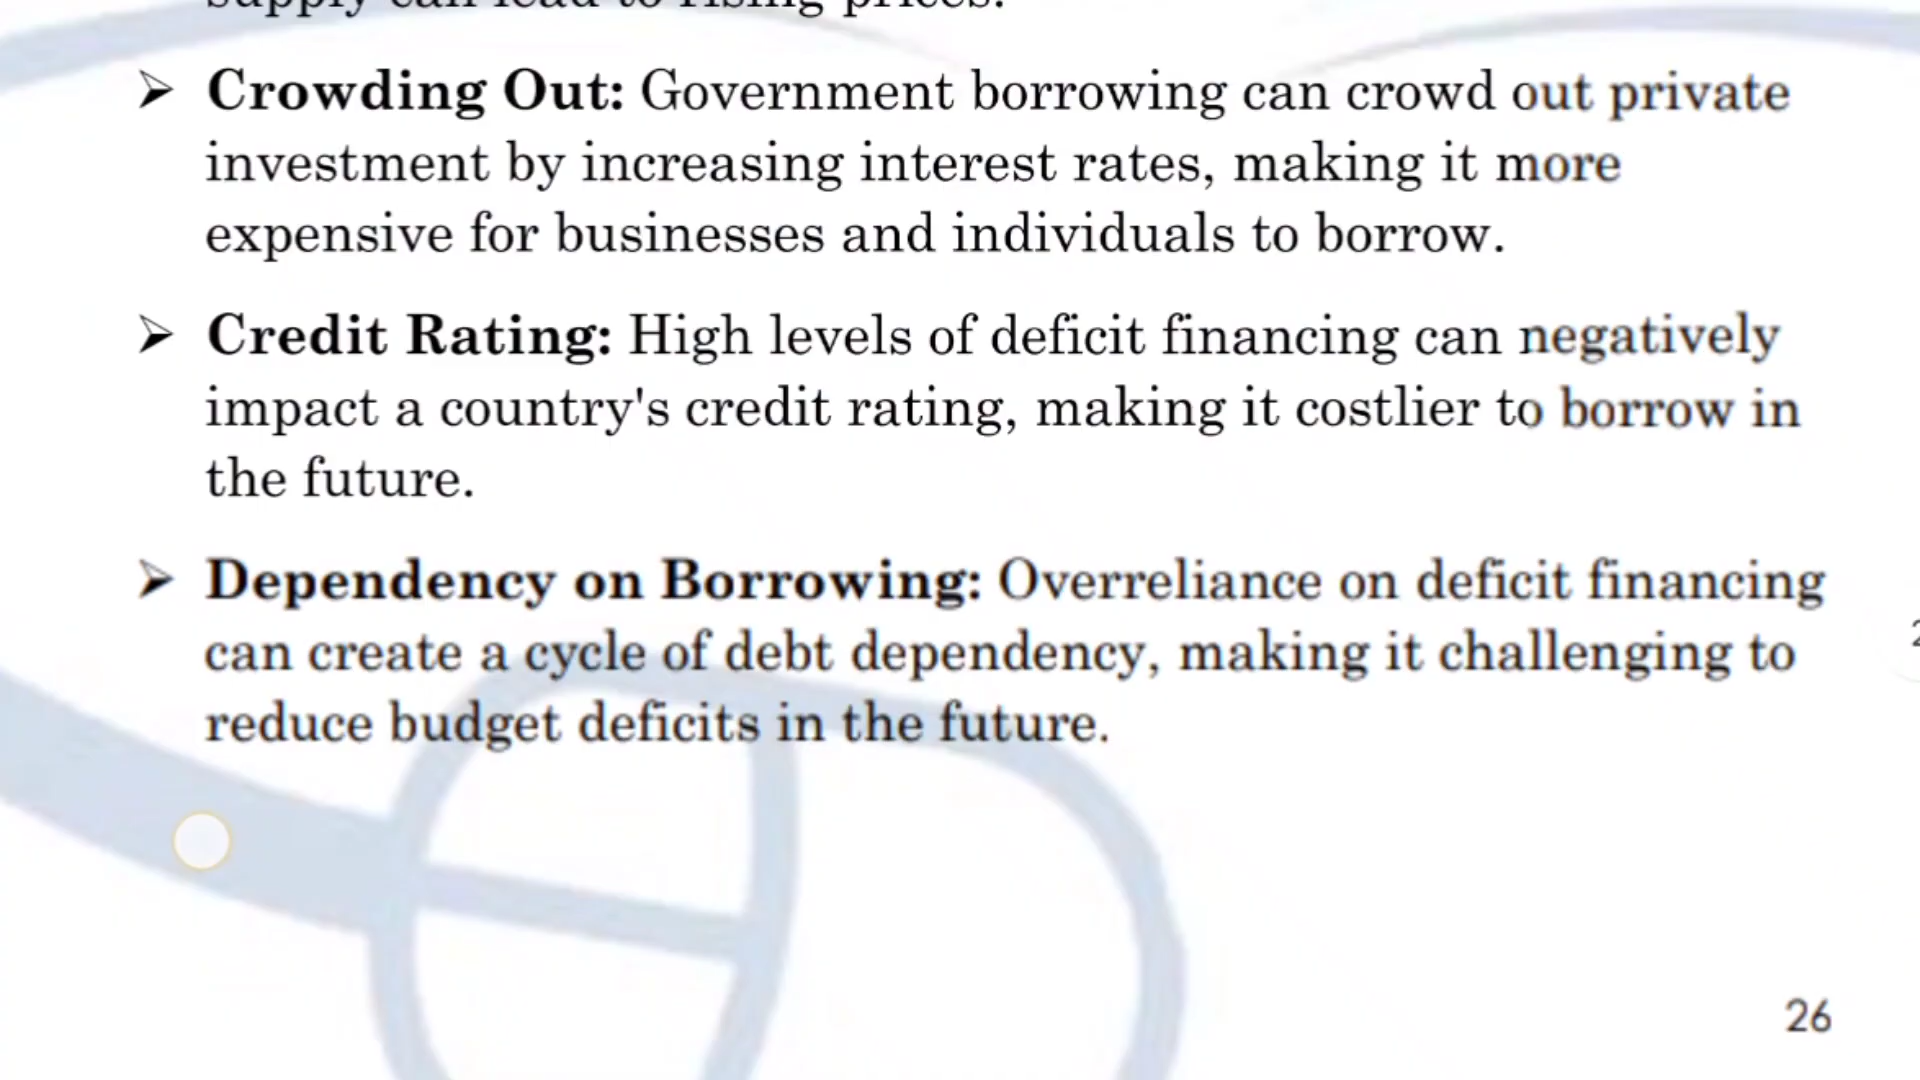 supply can lead to rising prices.
➢ Crowding Out: Government borrowing can crowd out private
investment by increasing interest rates, making it more
expensive for businesses and individuals to borrow.
➢ Credit Rating: High levels of deficit financing can negatively
impact a country's credit rating, making it costlier to borrow in
the future.
➢ Dependency on Borrowing: Overreliance on deficit financing
can create a cycle of debt dependency, making it challenging to
reduce budget deficits in the future.
26